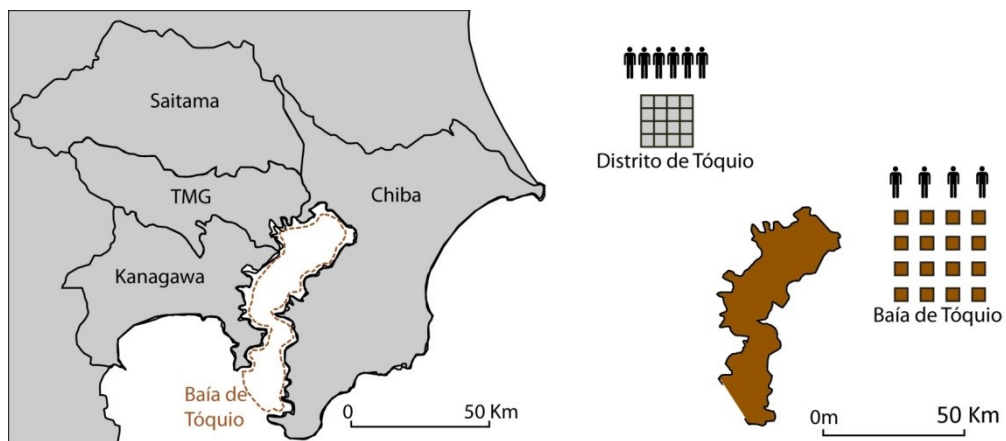 Saitama
TMG
Chiba
Kanagawa
Baía de
Tóquio
0 50 Km
Distrito de Tóquio
Baía de Tóquio
0m 50 Km